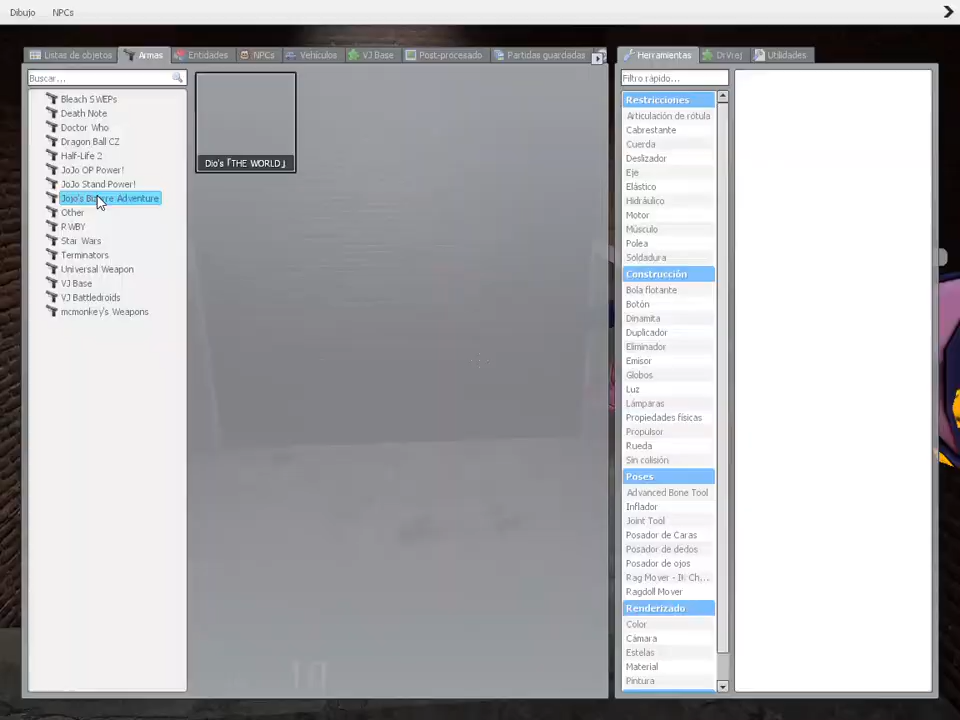 Dibujo NPCs
Listas de objetos Armas Entidades NPCs Vehículos VJ Base Post-procesado Partidas guardadas
Herramientas DrVrej Utilidades
Buscar...
Bleach SWEPs
Death Note
Doctor Who
Dragon Ball CZ
Half-Life 2
JoJo OP Power!
JoJo Stand Power!
Jojo's Bizarre Adventure
Other
RWBY
Star Wars
Terminators
Universal Weapon
VJ Base
VJ Battledroids
mcmonkey's Weapons
Dio's 「THE WORLD」
Filtro rápido...
Restricciones
Articulación de rótula
Cabrestante
Cuerda
Deslizador
Eje
Elástico
Hidráulico
Motor
Músculo
Polea
Soldadura
Construcción
Bola flotante
Botón
Dinamita
Duplicador
Eliminador
Emisor
Globos
Luz
Lámparas
Propiedades físicas
Propulsor
Rueda
Sin colisión
Poses
Advanced Bone Tool
Inflador
Joint Tool
Posador de Caras
Posador de dedos
Posador de ojos
Rag Mover -
Ragdoll Mover
Renderizado
Color
Cámara
Estelas
Material
Pintura